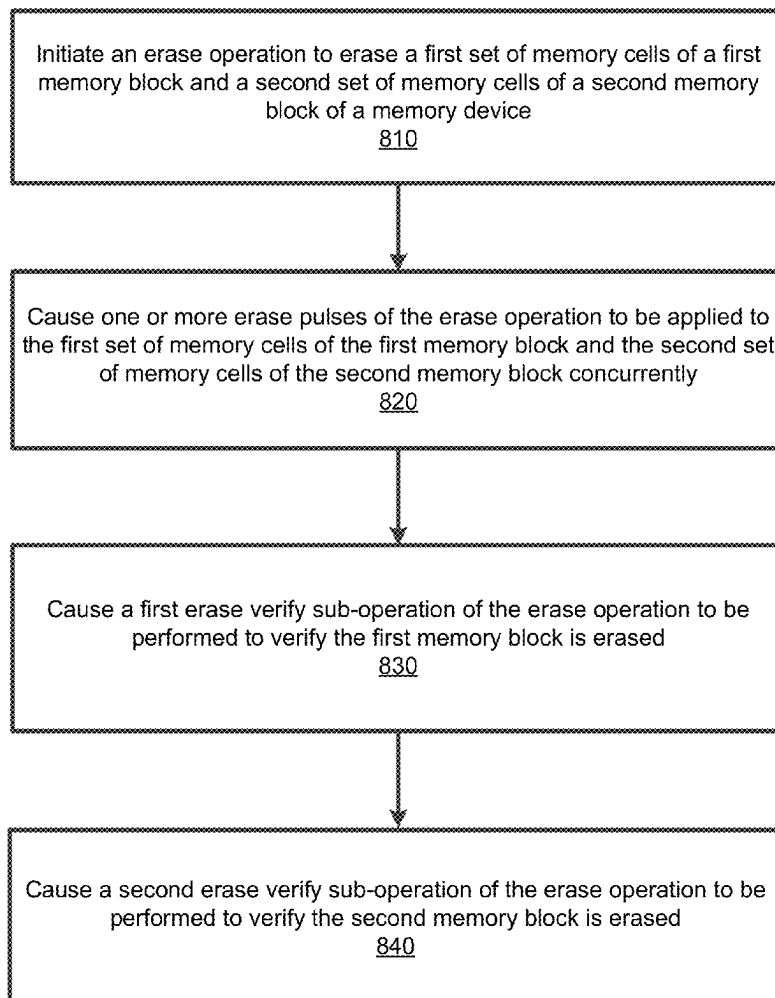 Initiate an erase operation to erase a first set of memory cells of a first
memory block and a second set of memory cells of a second memory
block of a memory device
810
Cause one or more erase pulses of the erase operation to be applied to
the first set of memory cells of the first memory block and the second set
of memory cells of the second memory block concurrently
820
Cause a first erase verify sub-operation of the erase operation to be
performed to verify the first memory block is erased
830
Cause a second erase verify sub-operation of the erase operation to be
performed to verify the second memory block is erased
840